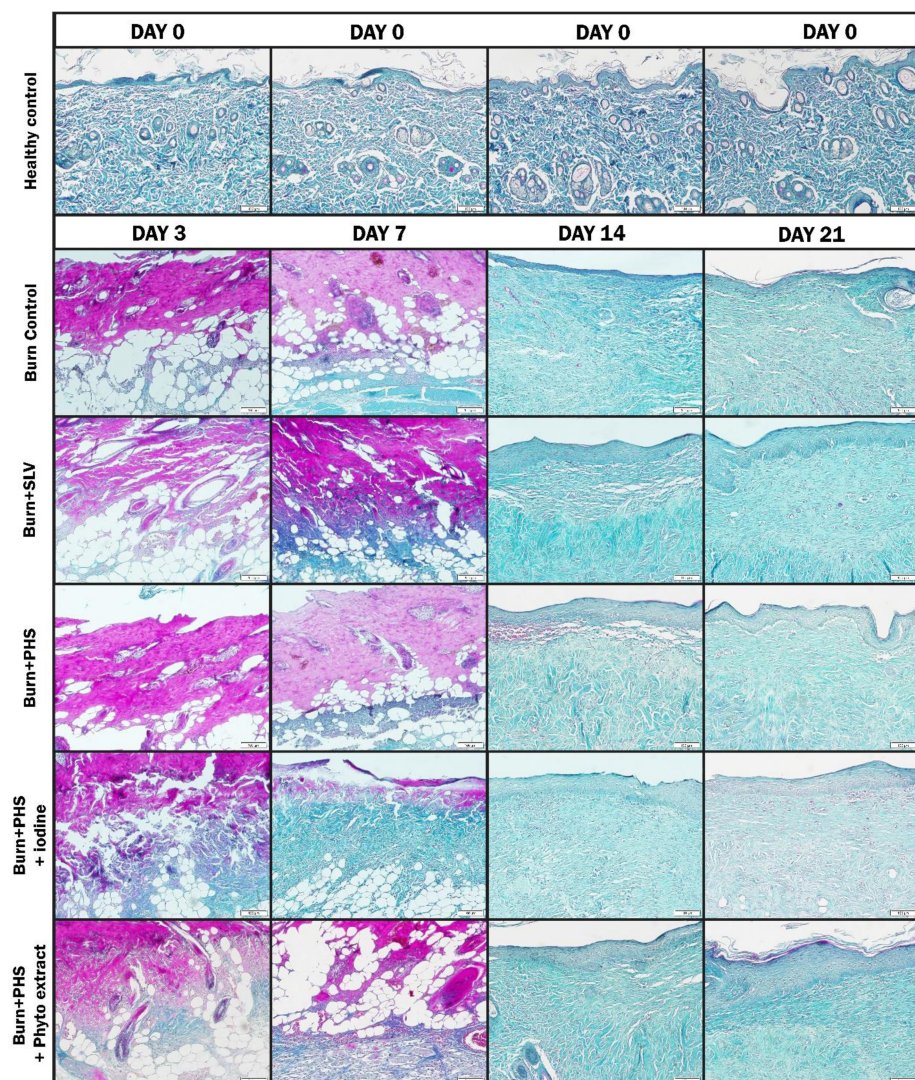 DAY 0 DAY 0 DAY 0 DAY 0
Healthy control
DAY 3 DAY 7 DAY 14 DAY 21
Burn Control
Burn+SLV
Burn+PHS
Burn+PHS
+ iodine
Burn+PHS
+ Phyto extract